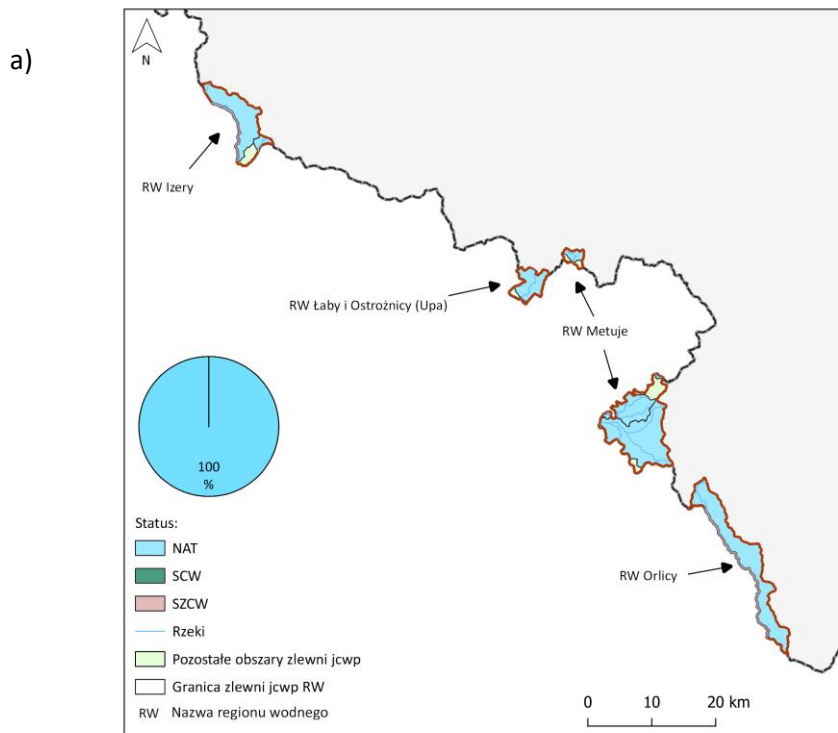 a)
N
RW Izery
RW Łaby i Ostrożnicy (Upa)
RW Metuje
100
%
Status:
NAT
SCW
SZCW
Rzeki
RW Orlicy
Pozostałe obszary zlewni jcwp
Granica zlewni jcwp RW
RW Nazwa regionu wodnego
0 10 20 km